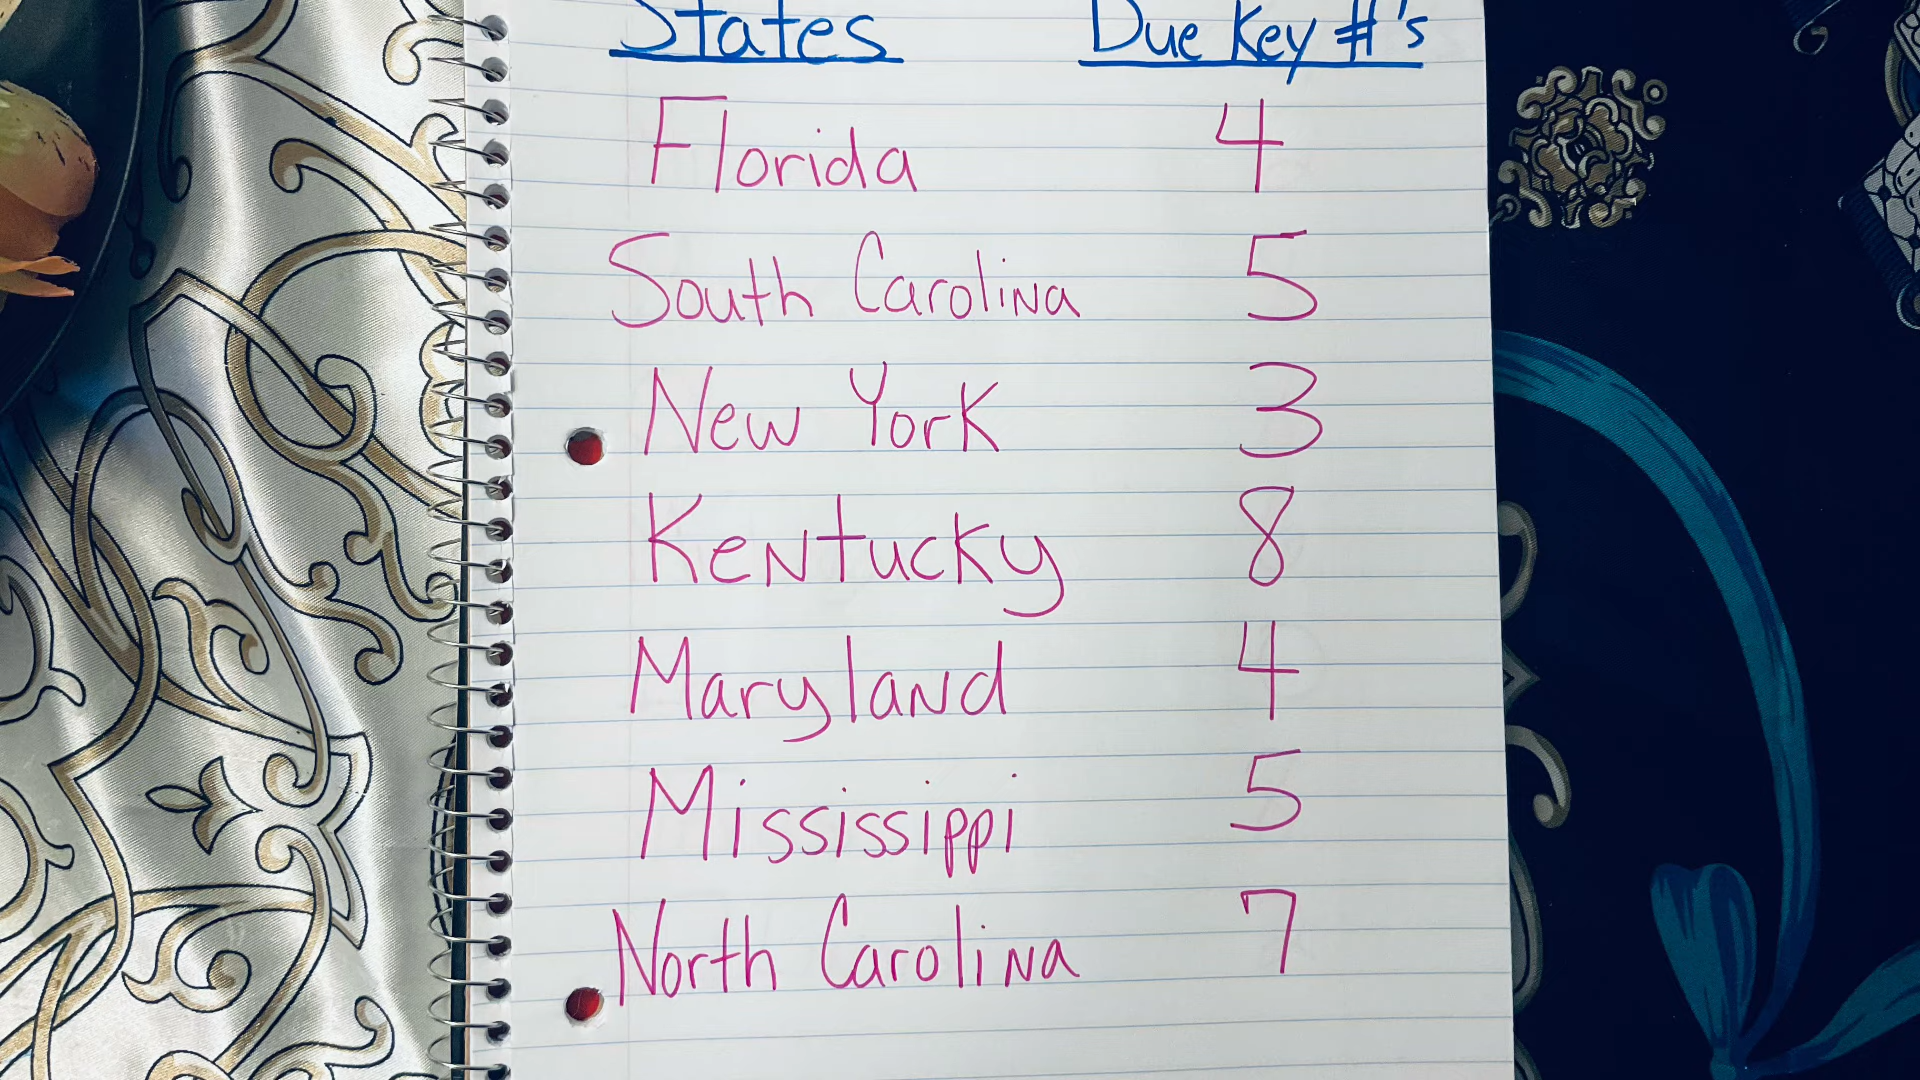 States Due Key #'s
Florida 4
South Carolina 5
New York 3
Kentucky 8
Maryland 4
Mississippi 5
North Carolina 7